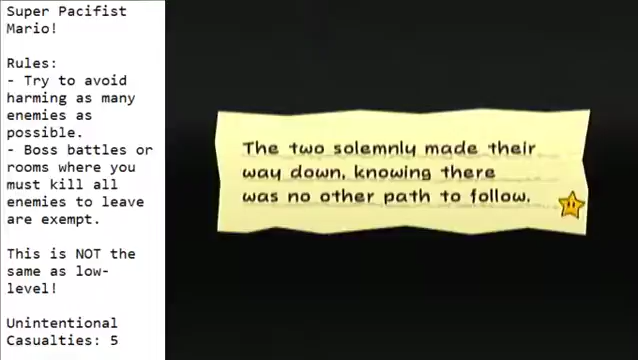 Super Pacifist
Mario!
Rules:
- Try to avoid
harming as many
enemies as
possible.
- Boss battles or
rooms where you
must kill all
enemies to leave
are exempt.
This is NOT the
same as low-
level!
Unintentional
Casualties: 5
The two solemnly made their
way down, knowing there
was no other path to follow.